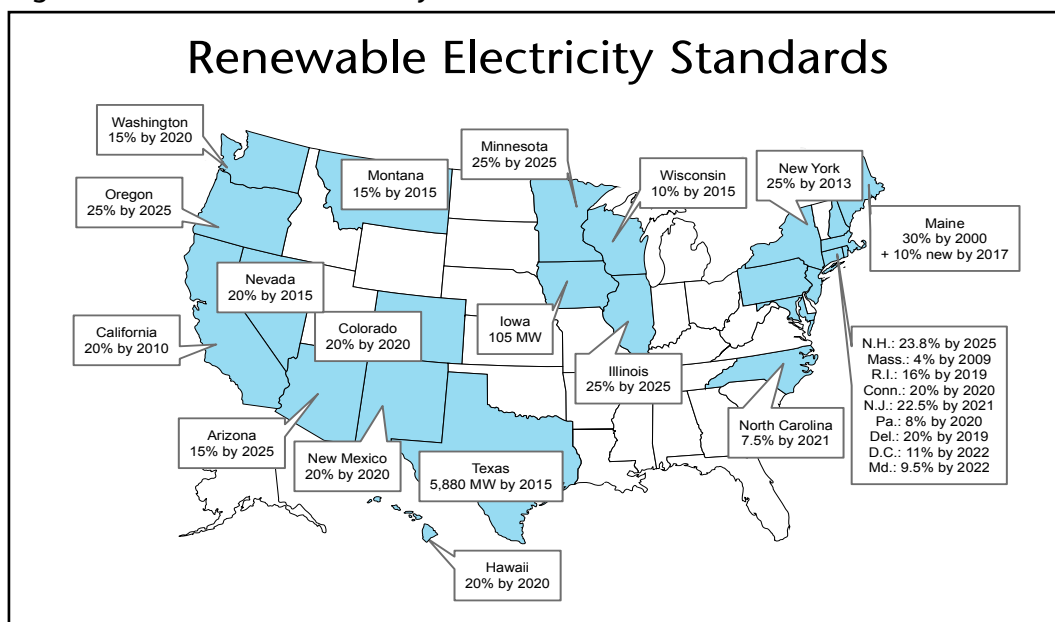 Renewable Electricity Standards
Washington
15% by 2020
Oregon
25% by 2025
Montana
15% by 2015
Minnesota
25% by 2025
Wisconsin
10% by 2015
New York
25% by 2013
Maine
30% by 2000
+ 10% new by 2017
Nevada
20% by 2015
California
20% by 2010
Colorado
20% by 2020
Iowa
105 MW
Illinois
25% by 2025
N.H.: 23.8% by 2025
Mass.: 4% by 2009
R.I.: 16% by 2019
Conn.: 20% by 2020
N.J.: 22.5% by 2021
Pa.: 8% by 2020
Del.: 20% by 2019
D.C.: 11% by 2022
Md.: 9.5% by 2022
Arizona
15% by 2025
New Mexico
20% by 2020
Texas
5,880 MW by 2015
North Carolina
7.5% by 2021
Hawaii
20% by 2020